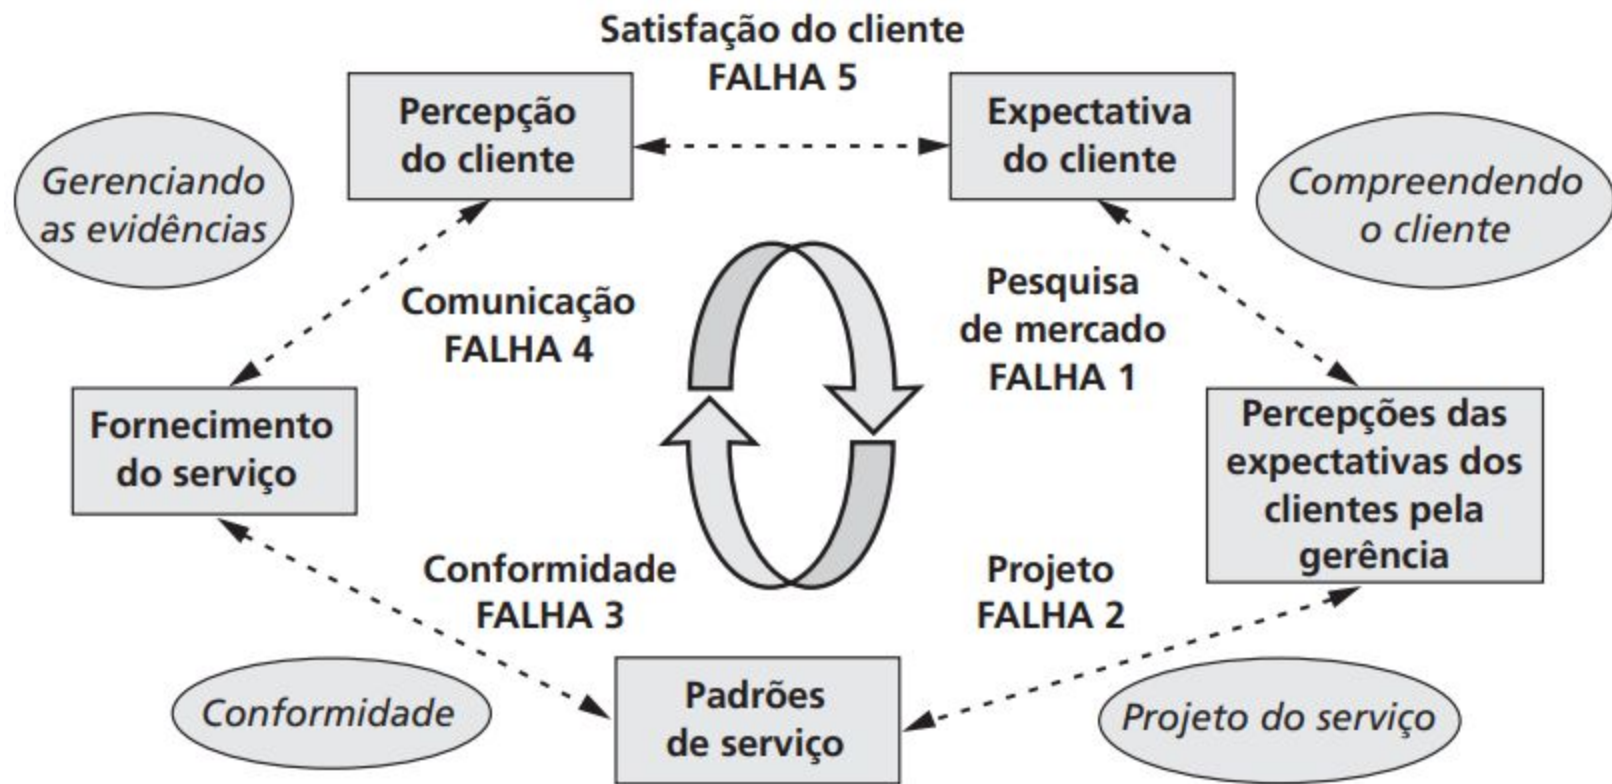 Satisfação do cliente
FALHA 5
Percepção
do cliente
Expectativa
do cliente
Gerenciando
as evidências
Compreendendo
o cliente
Comunicação
FALHA 4
Pesquisa
de mercado
FALHA 1
Fornecimento
do serviço
Percepções das
expectativas dos
clientes pela
gerência
Conformidade
FALHA 3
Projeto
FALHA 2
Conformidade
Padrões
de serviço
Projeto do serviço